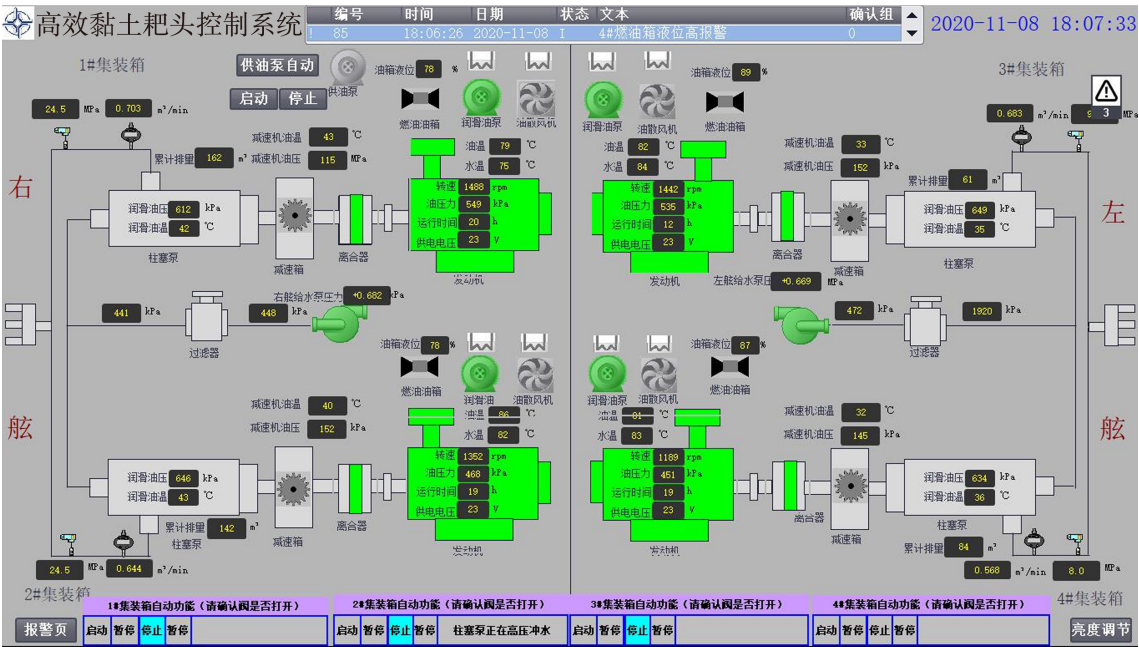 高效黏土耙头控制系统
编号 时间 日期 状态 文本 确认组
! 85 18:06:26 2020-11-08 I 4#燃油箱液位高报警 0
2020-11-08 18:07:33
1#集装箱
供油泵自动
启动 停止
供油泵
油箱液位 78 %
燃油油箱
润滑油泵
油散风机
24.5 MPa 0.703 m³/min
累计排量 162 m³
减速机油温 43 ℃
减速机油压 115 MPa
油温 79 ℃
水温 75 ℃
转速 1488 rpm
油压力 549 kPa
运行时间 20 h
供电电压 23 V
发动机
右
润滑油压 612 kPa
润滑油温 42 ℃
柱塞泵
减速箱
离合器
3#集装箱
3
油箱液位 89 %
润滑油泵
油散风机
燃油油箱
0.683 m³/min MPa
油温 82 ℃
水温 84 ℃
减速机油温 33 ℃
减速机油压 152 kPa
累计排量 61 m³
转速 1442 rpm
油压力 535 kPa
运行时间 12 h
供电电压 23 V
发动机
离合器
减速箱
润滑油压 649 kPa
润滑油温 35 ℃
柱塞泵
左
右舷给水泵压力 +0.682 kPa
441 kPa
448 kPa
过滤器
左舷给水泵压 +0.669 MPa
472 kPa
1920 kPa
过滤器
油箱液位 78 %
燃油油箱
润滑油
油散风机
减速机油温 40 ℃
减速机油压 152 kPa
油温 86 ℃
水温 82 ℃
转速 1352 rpm
油压力 468 kPa
运行时间 19 h
供电电压 23 V
发动机
舷
润滑油压 646 kPa
润滑油温 43 ℃
累计排量 142 m³
柱塞泵
减速箱
离合器
24.5 MPa 0.644 m³/min
2#集装箱
油箱液位 87 %
润滑油泵
油散风机
燃油油箱
油温 81 ℃
水温 83 ℃
减速机油温 32 ℃
减速机油压 145 kPa
转速 1189 rpm
油压力 451 kPa
运行时间 19 h
供电电压 23 V
发动机
离合器
减速箱
润滑油压 634 kPa
润滑油温 36 ℃
柱塞泵
累计排量 84 m³
0.568 m³/min 8.0 MPa
舷
4#集装箱
1#集装箱自动功能(请确认阀是否打开)
2#集装箱自动功能(请确认阀是否打开)
3#集装箱自动功能(请确认阀是否打开)
4#集装箱自动功能(请确认阀是否打开)
报警页
启动 暂停 停止 暂停
启动 暂停 停止 暂停 柱塞泵正在高压冲水
启动 暂停 停止 暂停
启动 暂停 停止 暂停
亮度调节